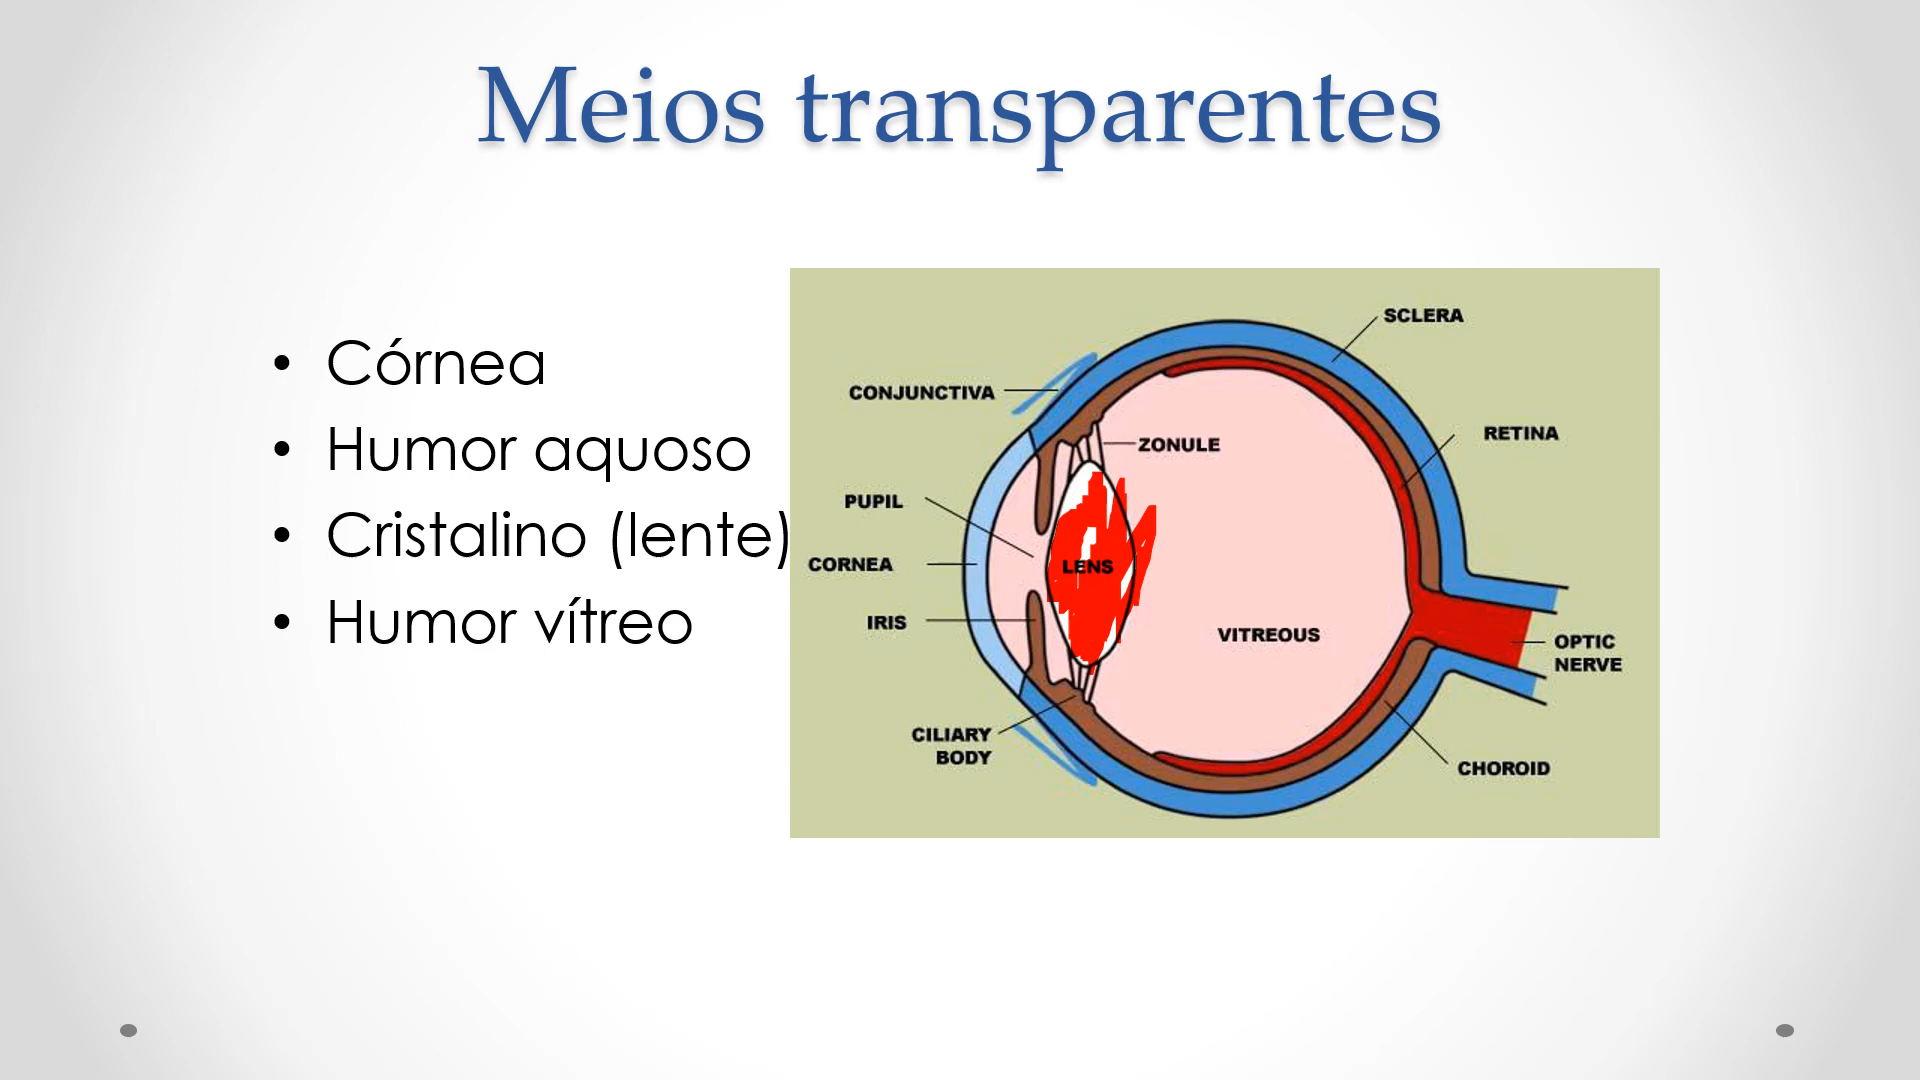 Meios transparentes
• Córnea
• Humor aquoso
• Cristalino (lente)
• Humor vítreo
SCLERA
CONJUNCTIVA
RETINA
ZONULE
PUPIL
CORNEA
LENS
IRIS
VITREOUS
OPTIC
NERVE
CILIARY
BODY
CHOROID